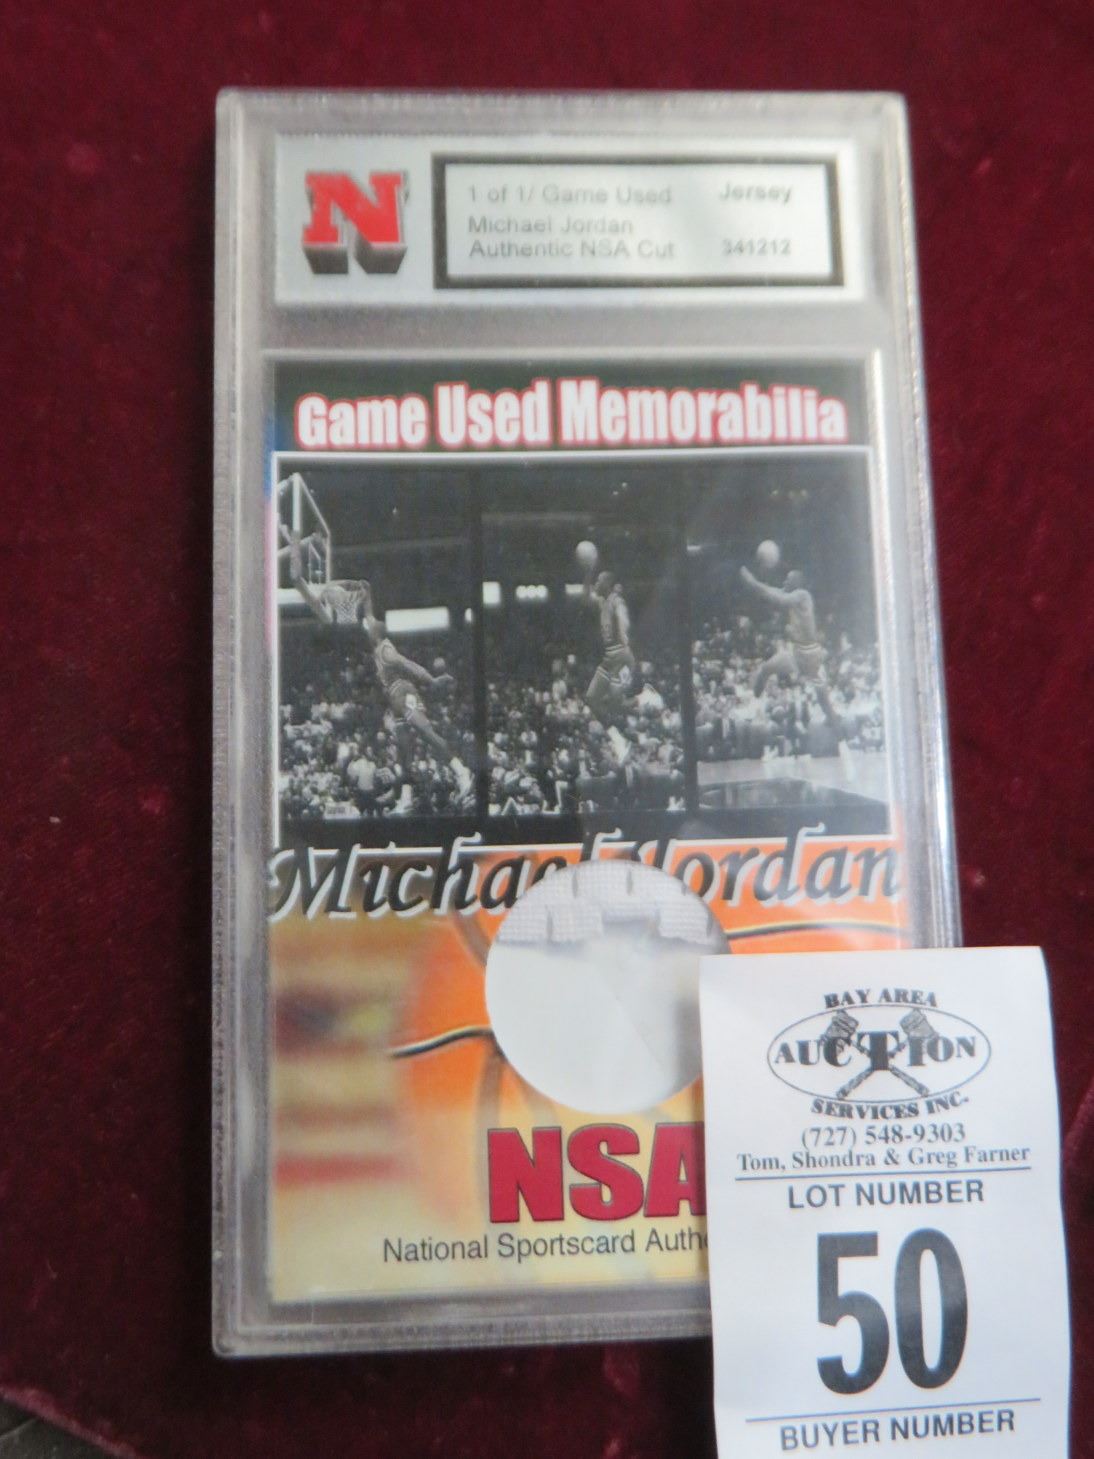 N
1 of 1/ Game Used Jersey
Michael Jordan
Authentic NSA Cut 341212
Game Used Memorabilia
Michael Jordan
NSA
National Sportscard
BAY AREA
AUCTION
SERVICES INC.
(727) 548-9303
Tom, Shondra & Greg Farner
LOT NUMBER
50
BUYER NUMBER